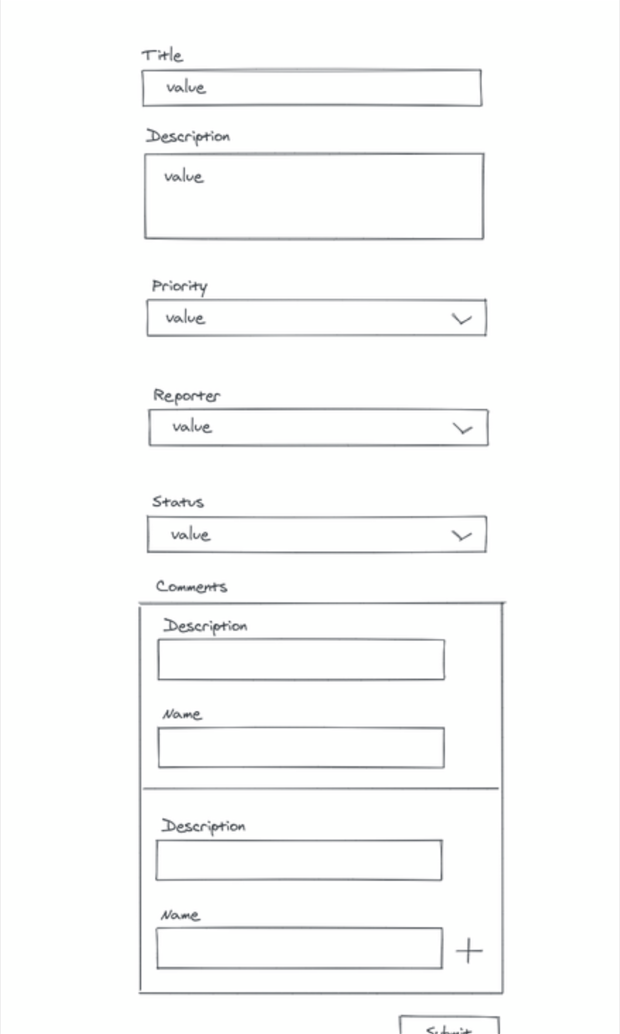 Title
value
Description
value
Priority
value
Reporter
value
Status
value
Comments
Description
Name
Description
Name
Submit